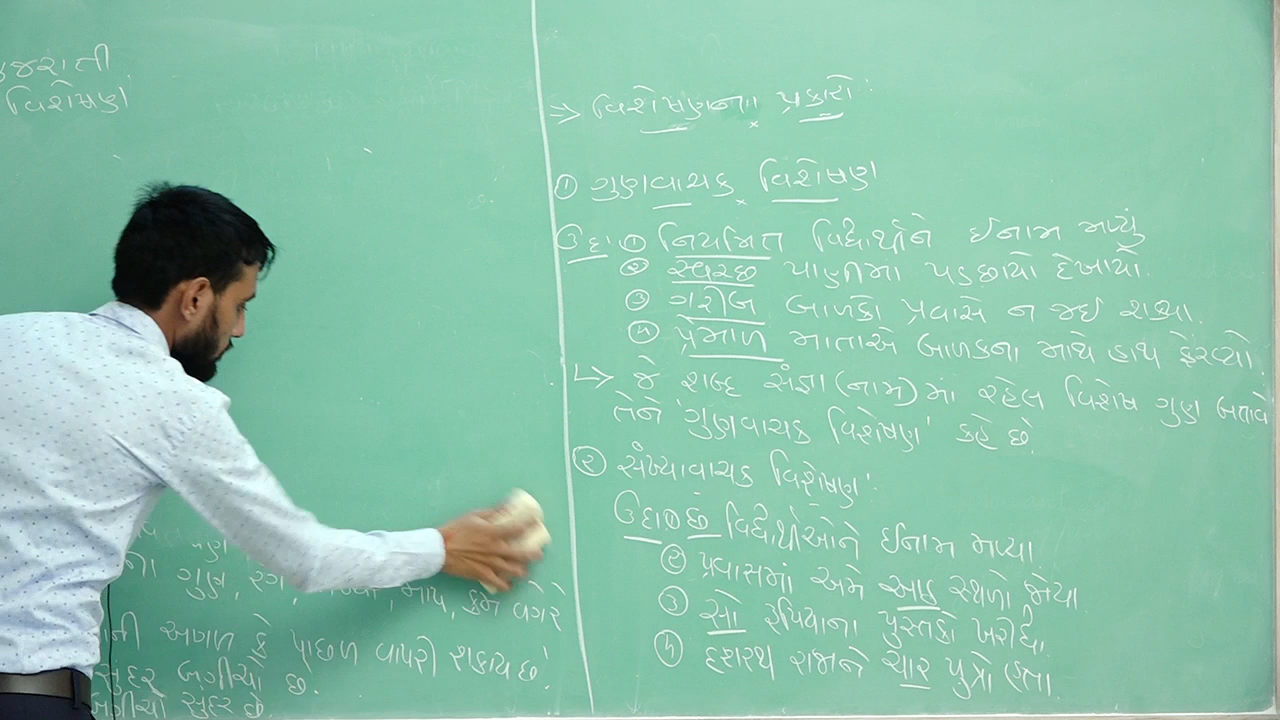 ગુજરાતી
વિશેષણ
ગુણ
ના ગુણ, રંગ, માપ, ક્રમ વગેરે
ની આગળ કે પાછળ વાપરી શકાય છે.
સુંદર બગીચો છે.
બગીચો સુંદર છે.
⇒ વિશેષણના પ્રકારો :
① ગુણવાચક વિશેષણ
ઉદા ① નિયમિત વિદ્યાર્થીને ઈનામ મળ્યું
② સ્વચ્છ પાણીમાં પડછાયો દેખાયો.
③ ગરીબ બાળકો પ્રવાસે ન જઈ શક્યા.
④ પ્રેમાળ માતાએ બાળકના માથે હાથ ફેરવ્યો.
↳ જે શબ્દ સંજ્ઞા (નામ) માં રહેલ વિશેષ ગુણ બતાવે
તેને 'ગુણવાચક વિશેષણ' કહે છે.
② સંખ્યાવાચક વિશેષણ :
ઉદા ① છ વિદ્યાર્થીઓને ઈનામ મળ્યા.
② પ્રવાસમાં અમે આઠ સ્થળો જોયા.
③ સો રૂપિયાના પુસ્તકો ખરીદ્યા.
④ દશરથ રાજાને ચાર પુત્રો હતા.